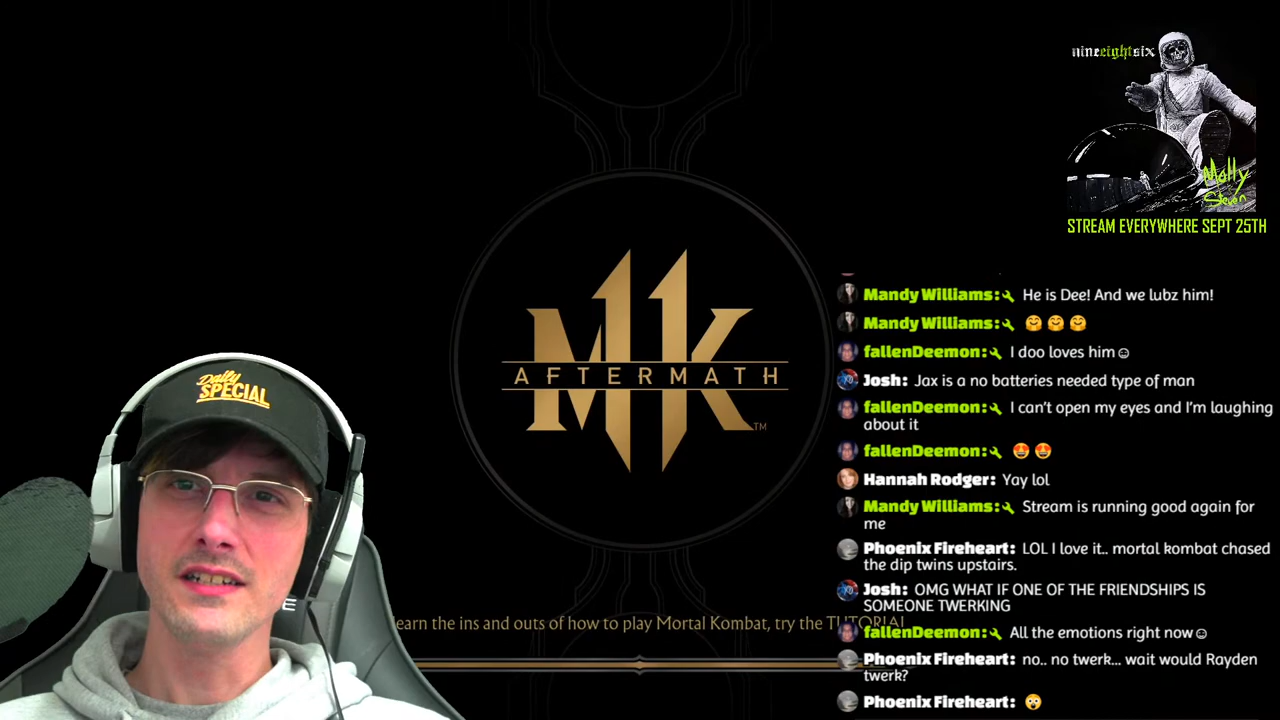 nineeightsix
Molly
Steven
STREAM EVERYWHERE SEPT 25TH
MK11
AFTERMATH
TM
Daily
SPECIAL
earn the ins and outs of how to play Mortal Kombat, try the TUTORIAL
Mandy Williams: He is Dee! And we lubz him!
Mandy Williams: 🤗 🤗 🤗
fallenDeemon: I doo loves him☺
Josh: Jax is a no batteries needed type of man
fallenDeemon: I can't open my eyes and I'm laughing
about it
fallenDeemon: 😍 😍
Hannah Rodger: Yay lol
Mandy Williams: Stream is running good again for
me
Phoenix Fireheart: LOL I love it.. mortal kombat chased
the dip twins upstairs.
Josh: OMG WHAT IF ONE OF THE FRIENDSHIPS IS
SOMEONE TWERKING
fallenDeemon: All the emotions right now☺
Phoenix Fireheart: no.. no twerk... wait would Rayden
twerk?
Phoenix Fireheart: 😲